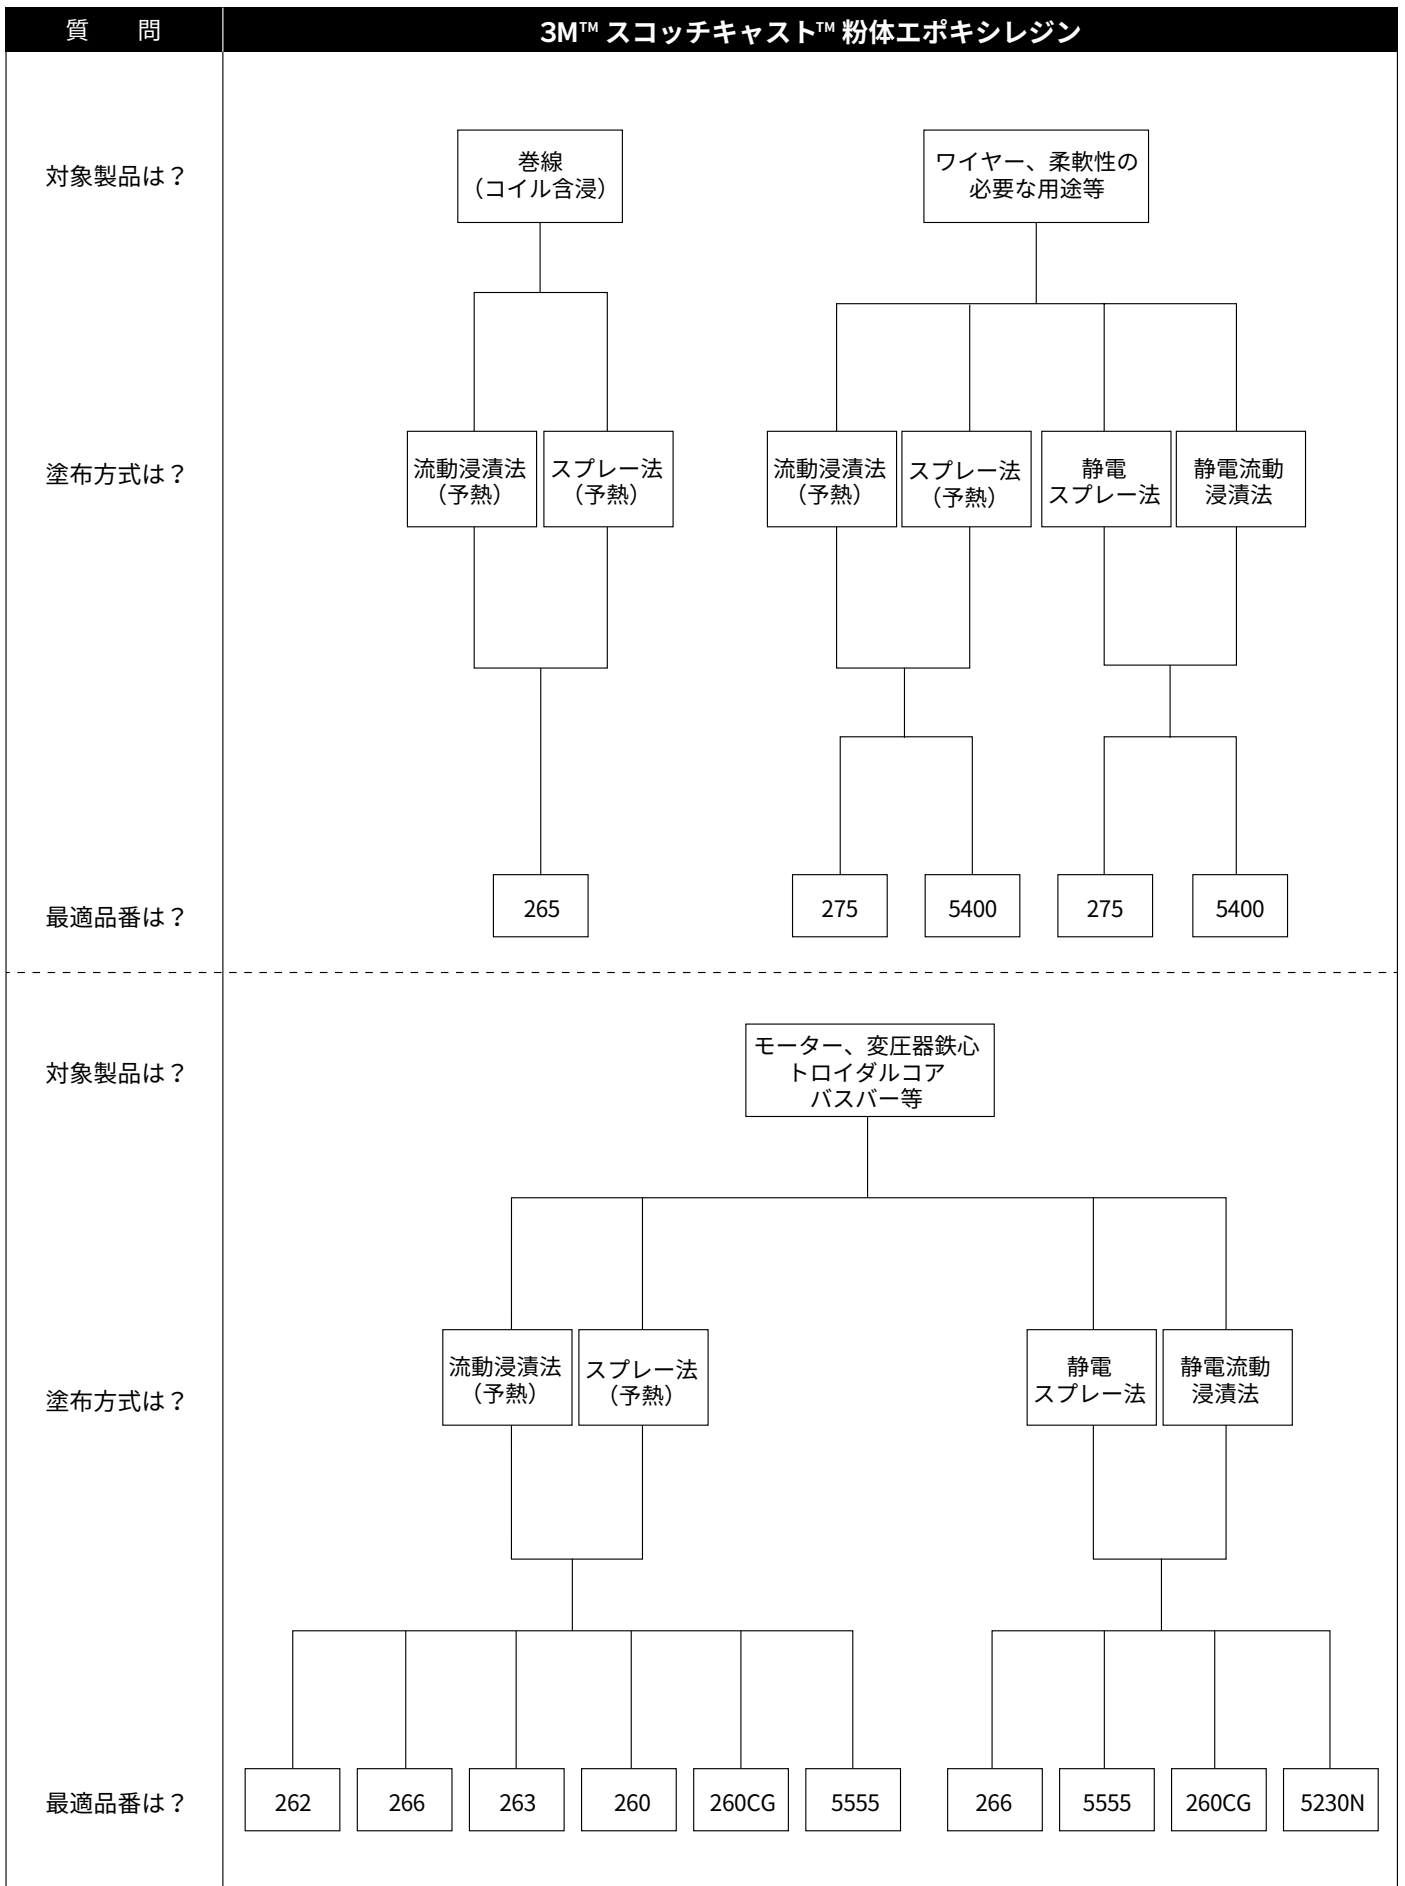 質　問
3M™ スコッチキャスト™ 粉体エポキシレジン
対象製品は？
巻線
（コイル含浸）
ワイヤー、柔軟性の
必要な用途等
塗布方式は？
流動浸漬法
（予熱）
スプレー法
（予熱）
流動浸漬法
（予熱）
スプレー法
（予熱）
静電
スプレー法
静電流動
浸漬法
最適品番は？
265
275
5400
275
5400
対象製品は？
モーター、変圧器鉄心
トロイダルコア
バスバー等
塗布方式は？
流動浸漬法
（予熱）
スプレー法
（予熱）
静電
スプレー法
静電流動
浸漬法
最適品番は？
262
266
263
260
260CG
5555
266
5555
260CG
5230N